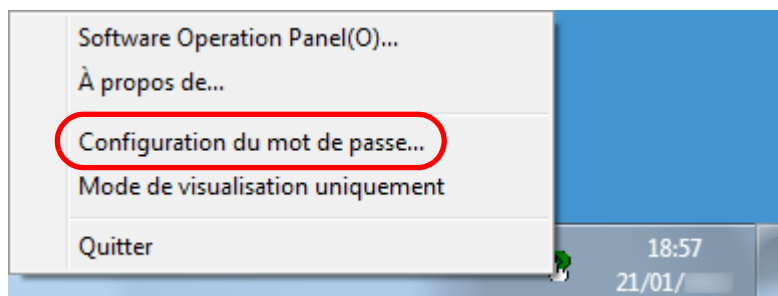 Software Operation Panel(O)...
À propos de...
Configuration du mot de passe...
Mode de visualisation uniquement
Quitter
18:57
21/01/